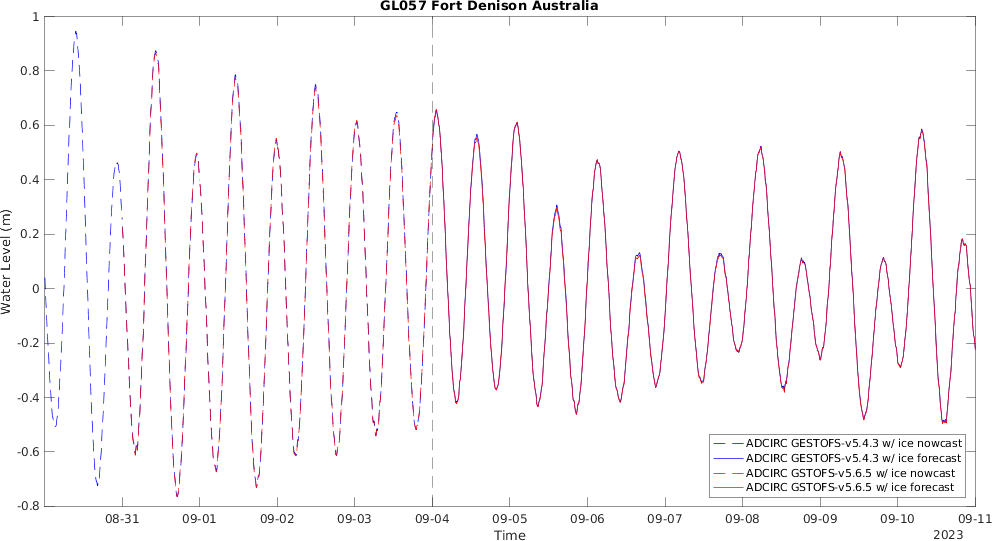 GL057 Fort Denison Australia
1
0.8
0.6
0.4
0.2
0
-0.2
-0.4
-0.6
-0.8
Water Level (m)
ADCIRC GESTOFS-v5.4.3 w/ ice nowcast
ADCIRC GESTOFS-v5.4.3 w/ ice forecast
ADCIRC GSTOFS-v5.6.5 w/ ice nowcast
ADCIRC GSTOFS-v5.6.5 w/ ice forecast
08-31 09-01 09-02 09-03 09-04 09-05 09-06 09-07 09-08 09-09 09-10 09-11
Time
2023